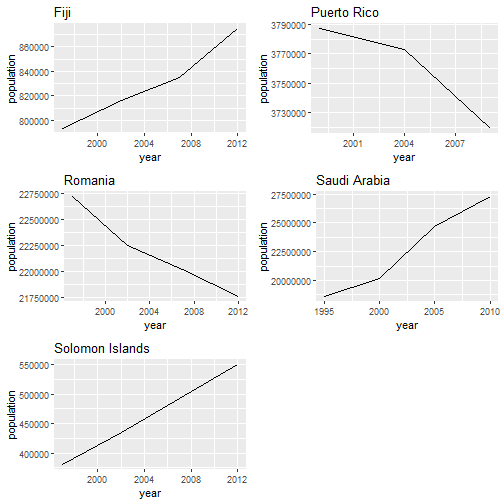 Fiji
population
860000
840000
820000
800000
2000
2004
2008
2012
year
Puerto Rico
population
3790000
3770000
3750000
3730000
2001
2004
2007
year
Romania
population
22750000
22500000
22250000
22000000
21750000
2000
2004
2008
2012
year
Saudi Arabia
population
27500000
25000000
22500000
20000000
1995
2000
2005
2010
year
Solomon Islands
population
550000
500000
450000
400000
2000
2004
2008
2012
year